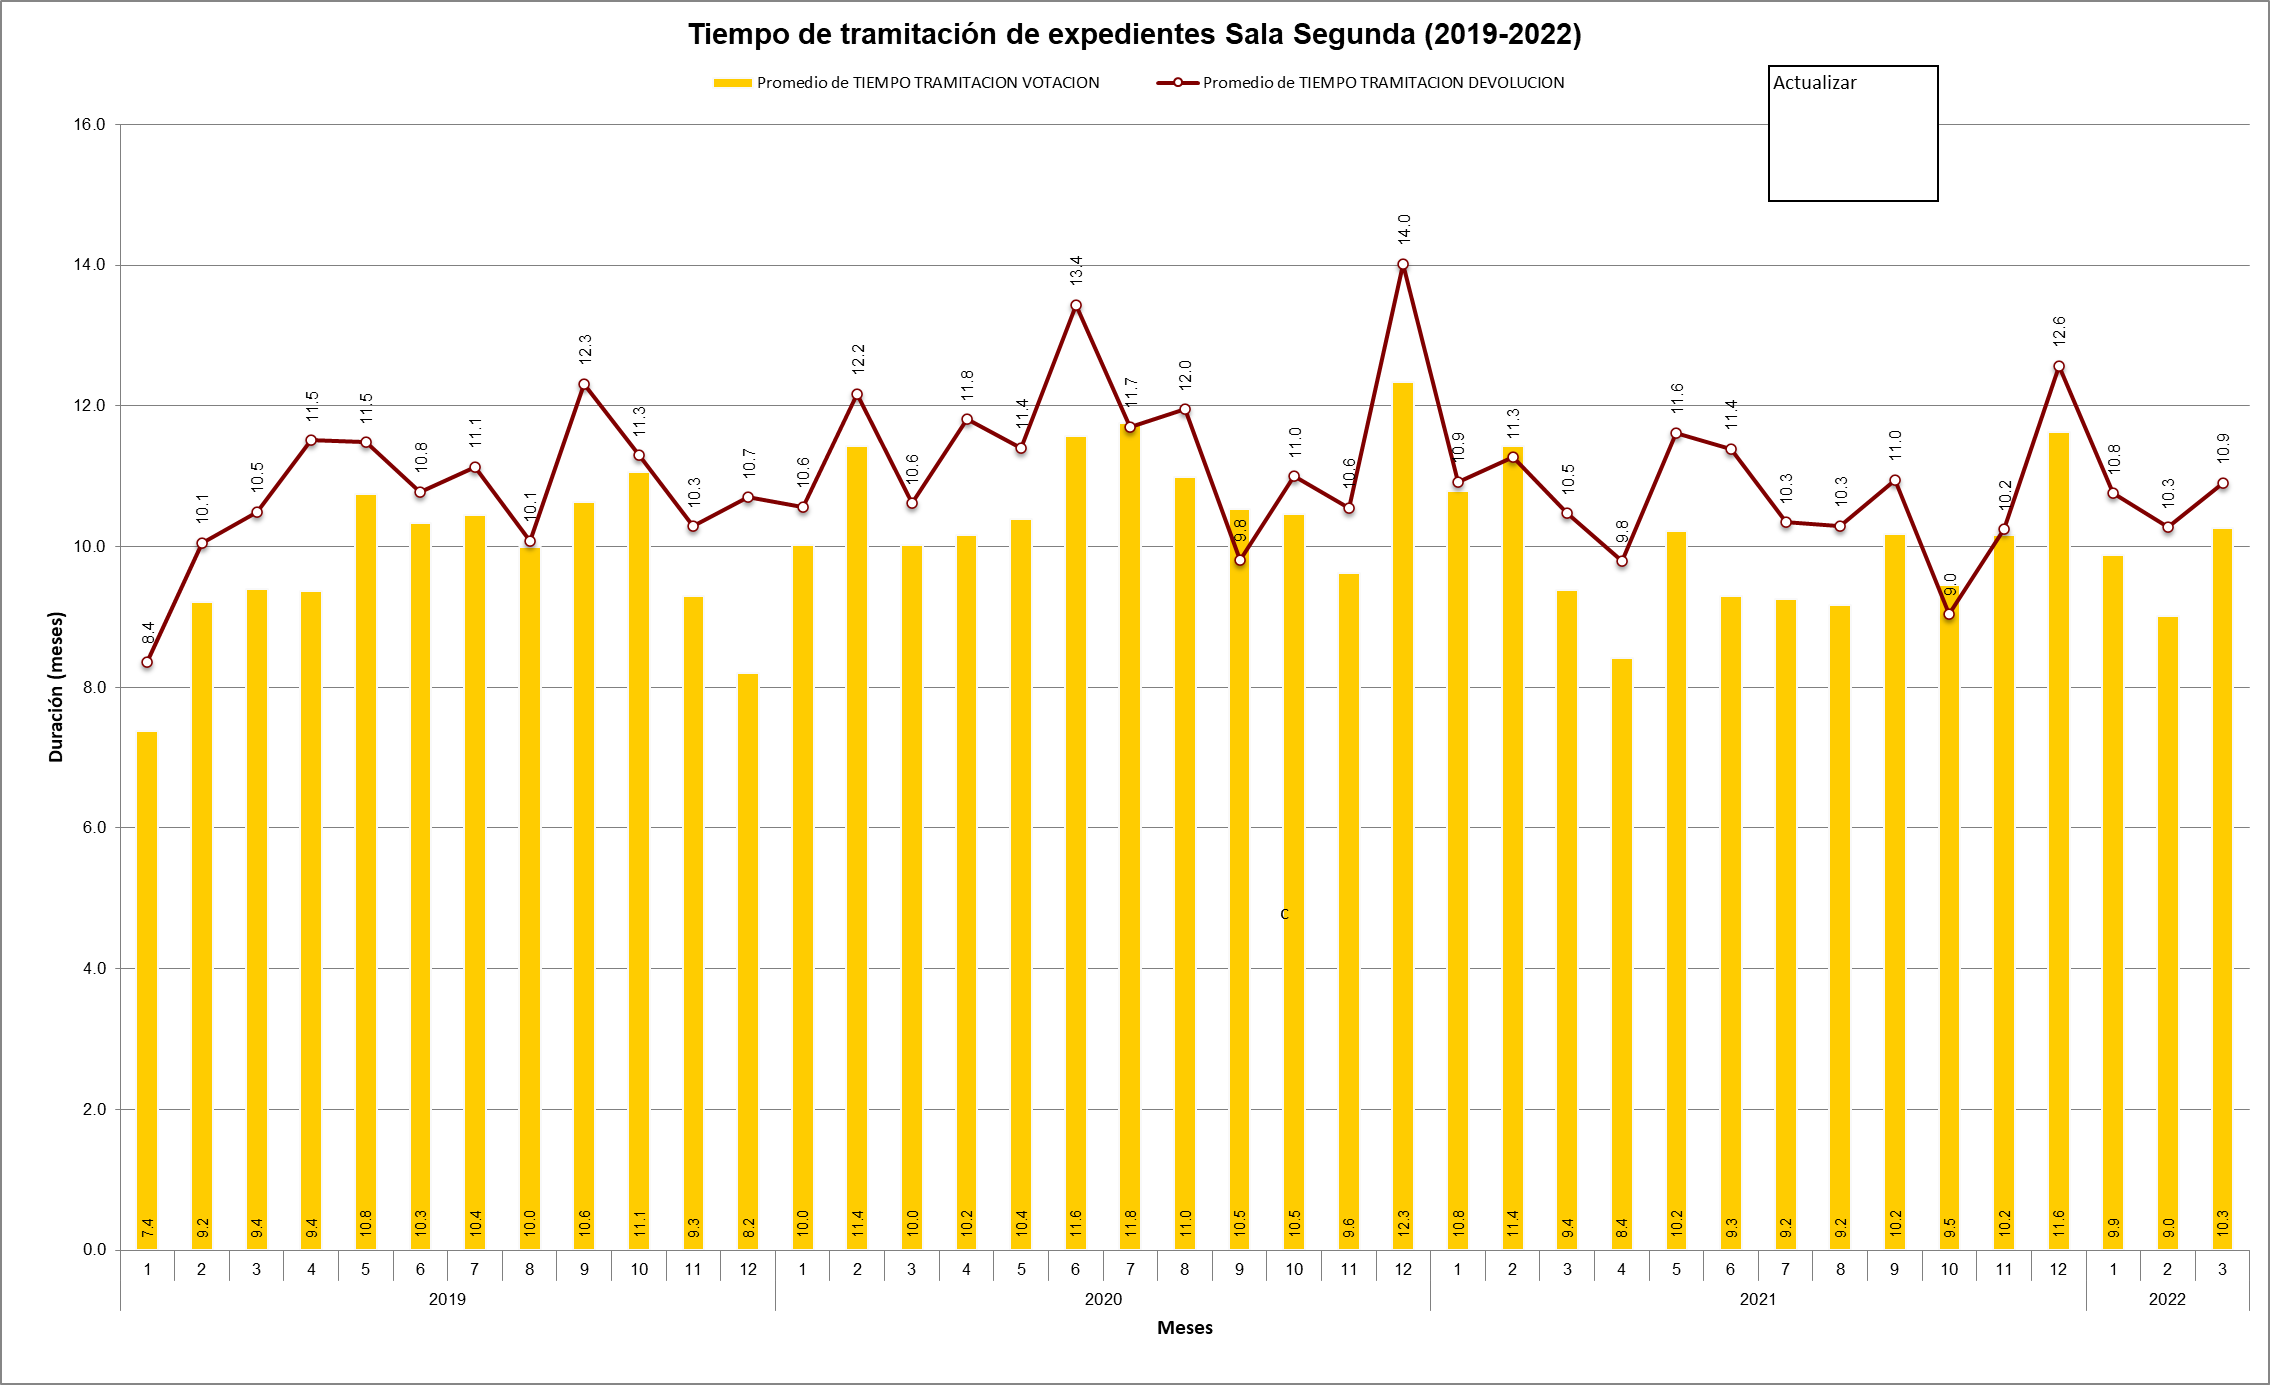 Tiempo de tramitación de expedientes Sala Segunda (2019-2022)
Promedio de TIEMPO TRAMITACION VOTACION
Promedio de TIEMPO TRAMITACION DEVOLUCION
Actualizar
16.0
14.0
12.0
10.0
8.0
6.0
4.0
2.0
0.0
Duración (meses)
8.4 10.1 10.5 11.5 11.5 10.8 11.1 10.1 12.3 11.3 10.3 10.7 10.6 12.2 10.6 11.8 11.4 13.4 11.7 12.0 9.8 11.0 10.6 14.0 10.9 11.3 10.5 9.8 11.6 11.4 10.3 10.3 11.0 9.0 10.2 12.6 10.8 10.3 10.9
c
7.4 9.2 9.4 9.4 10.8 10.3 10.4 10.0 10.6 11.1 9.3 8.2 10.0 11.4 10.0 10.2 10.4 11.6 11.8 11.0 10.5 10.5 9.6 12.3 10.8 11.4 9.4 8.4 10.2 9.3 9.2 9.2 10.2 9.5 10.2 11.6 9.9 9.0 10.3
1 2 3 4 5 6 7 8 9 10 11 12 1 2 3 4 5 6 7 8 9 10 11 12 1 2 3 4 5 6 7 8 9 10 11 12 1 2 3
2019 2020 2021 2022
Meses